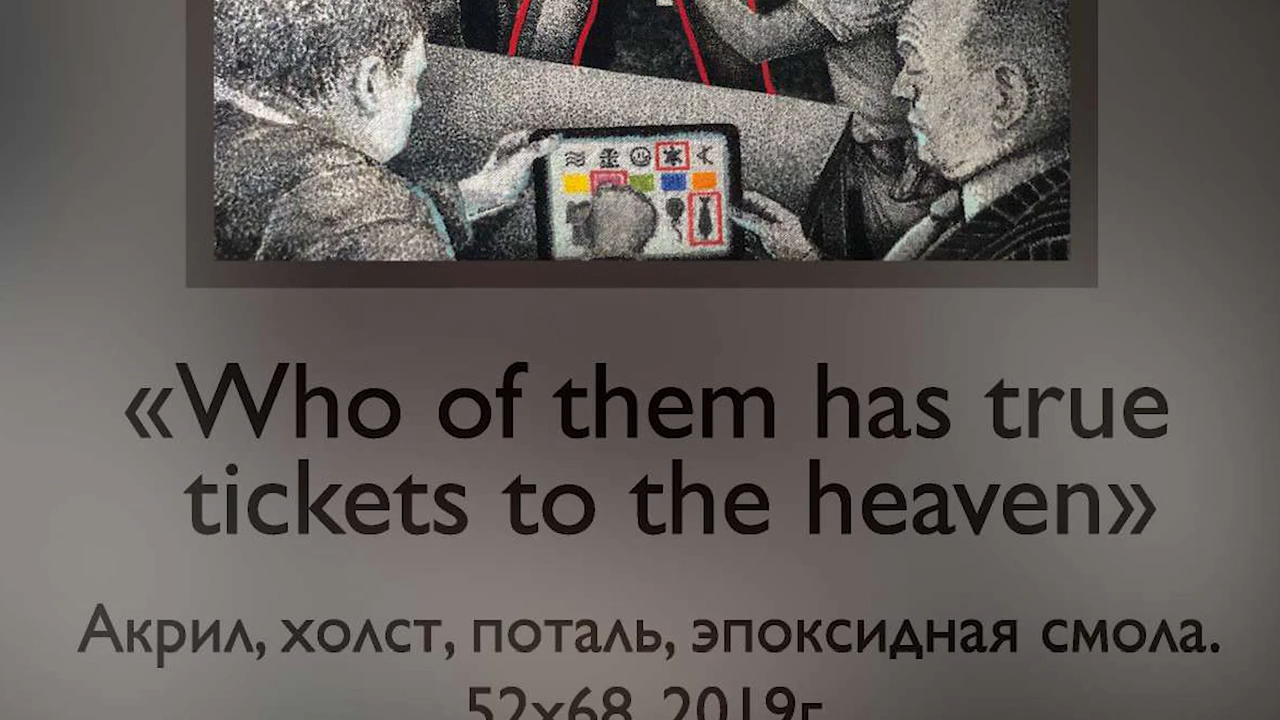 «Who of them has true
tickets to the heaven»
Акрил, холст, поталь, эпоксидная смола.
52х68, 2019г.